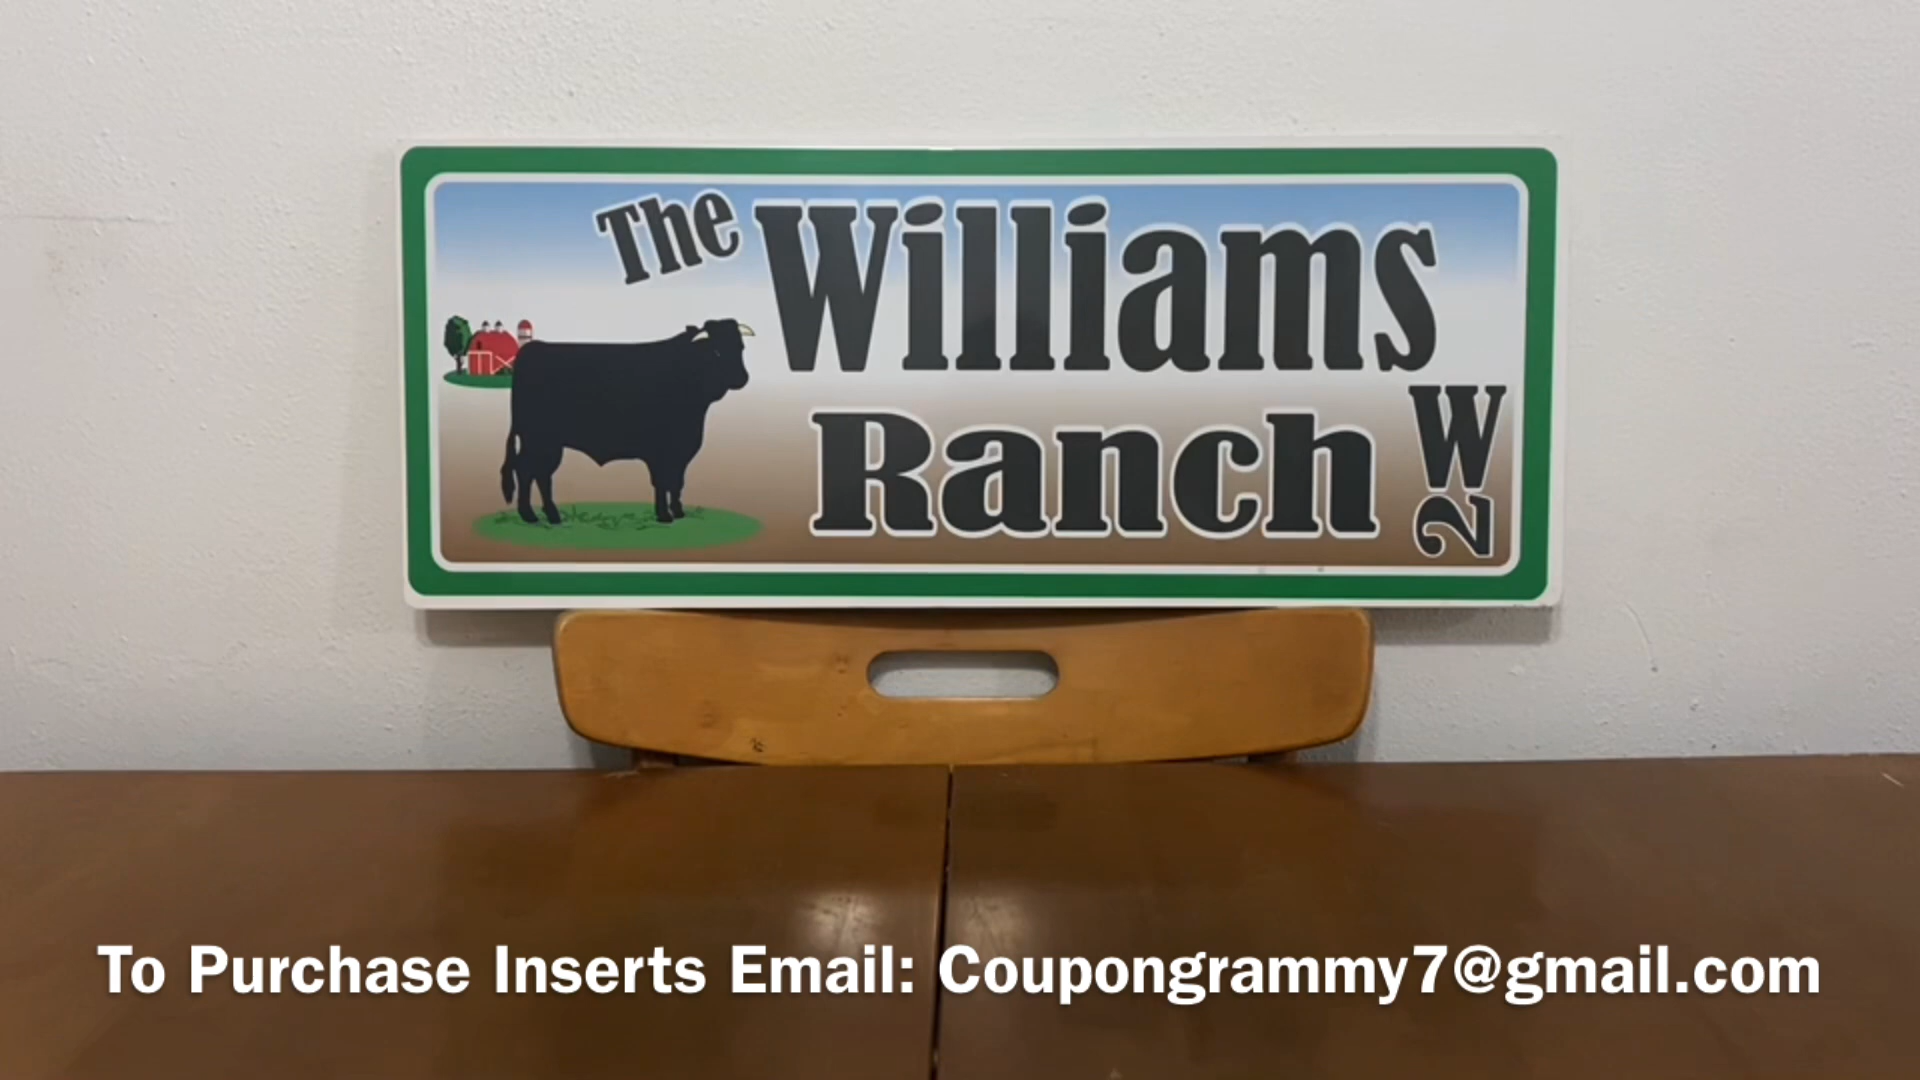 The Williams
Ranch
W
2
To Purchase Inserts Email: Coupongrammy7@gmail.com